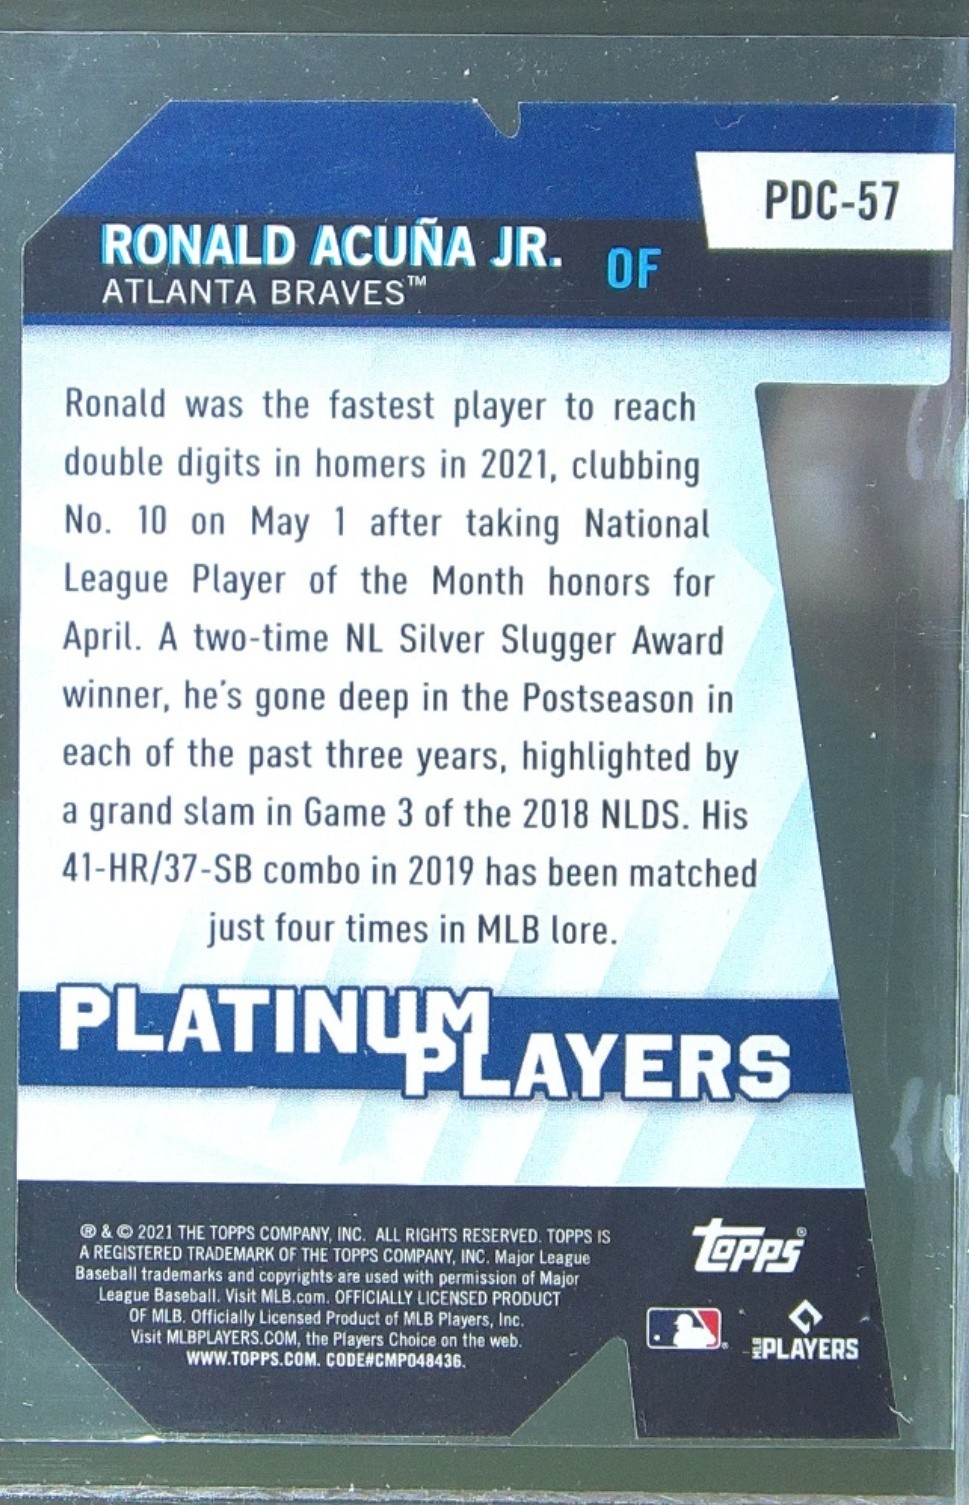 PDC-57
RONALD ACUÑA JR. OF
ATLANTA BRAVES™
Ronald was the fastest player to reach
double digits in homers in 2021, clubbing
No. 10 on May 1 after taking National
League Player of the Month honors for
April. A two-time NL Silver Slugger Award
winner, he's gone deep in the Postseason in
each of the past three years, highlighted by
a grand slam in Game 3 of the 2018 NLDS. His
41-HR/37-SB combo in 2019 has been matched
just four times in MLB lore.
PLATINUM
PLAYERS
® & © 2021 THE TOPPS COMPANY, INC. ALL RIGHTS RESERVED. TOPPS IS
A REGISTERED TRADEMARK OF THE TOPPS COMPANY, INC. Major League
Baseball trademarks and copyrights are used with permission of Major
League Baseball. Visit MLB.com. OFFICIALLY LICENSED PRODUCT
OF MLB. Officially Licensed Product of MLB Players, Inc.
Visit MLBPLAYERS.COM, the Players Choice on the web.
WWW.TOPPS.COM. CODE#CMP048436.
Topps®
MLB PLAYERS